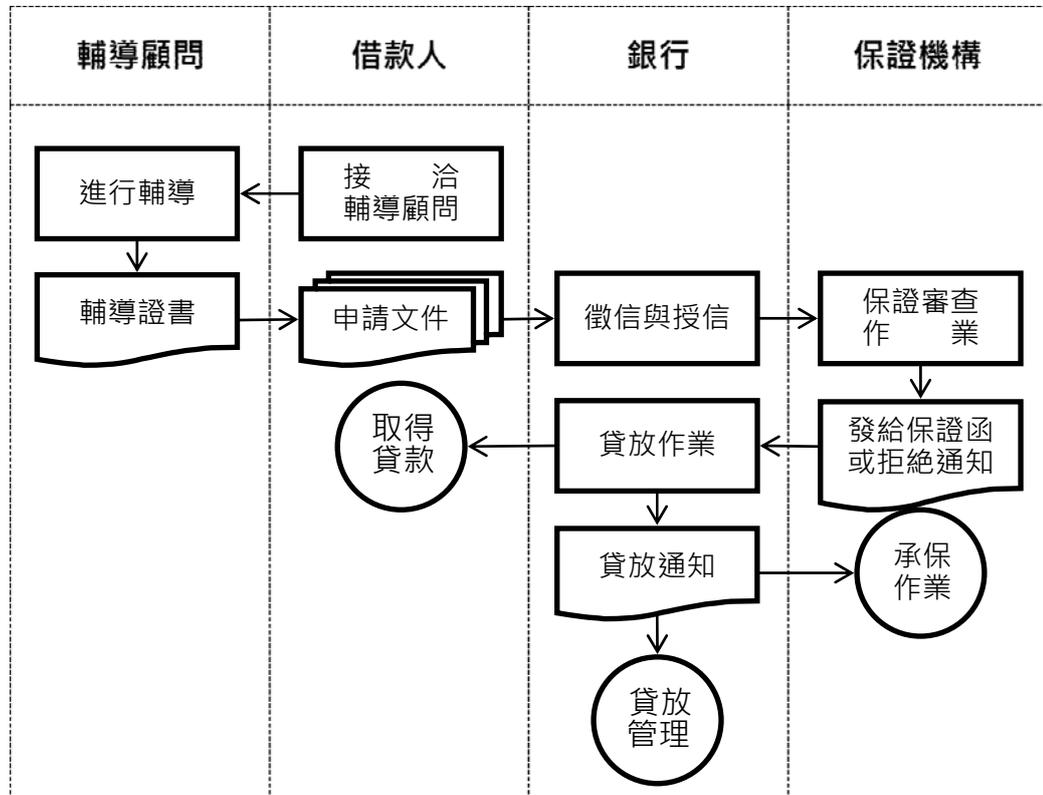 輔導顧問
借款人
銀行
保證機構
進行輔導
接　　洽
輔導顧問
輔導證書
申請文件
徵信與授信
保證審查
作　　業
取得
貸款
貸放作業
發給保證函
或拒絕通知
貸放通知
承保
作業
貸放
管理